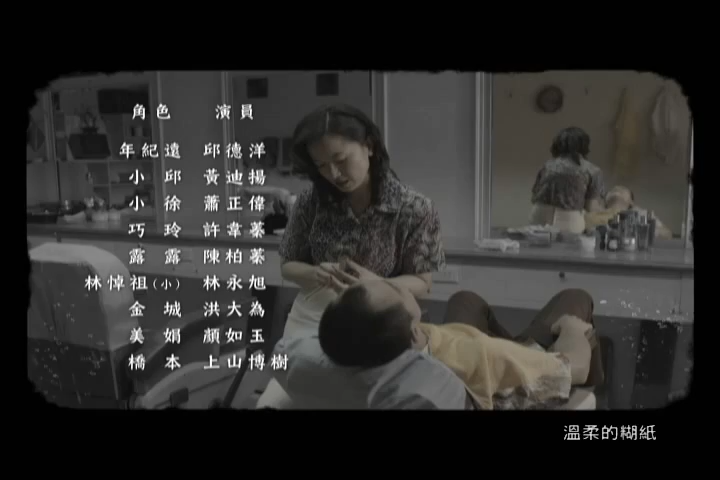 角色 演員
年紀遠 邱德洋
小邱 黃迪揚
小徐 蕭正偉
巧玲 許韋蓁
露露 陳柏蓁
林悼祖(小) 林永旭
金城 洪大為
美娟 顏如玉
橋本 上山博樹
溫柔的糊紙